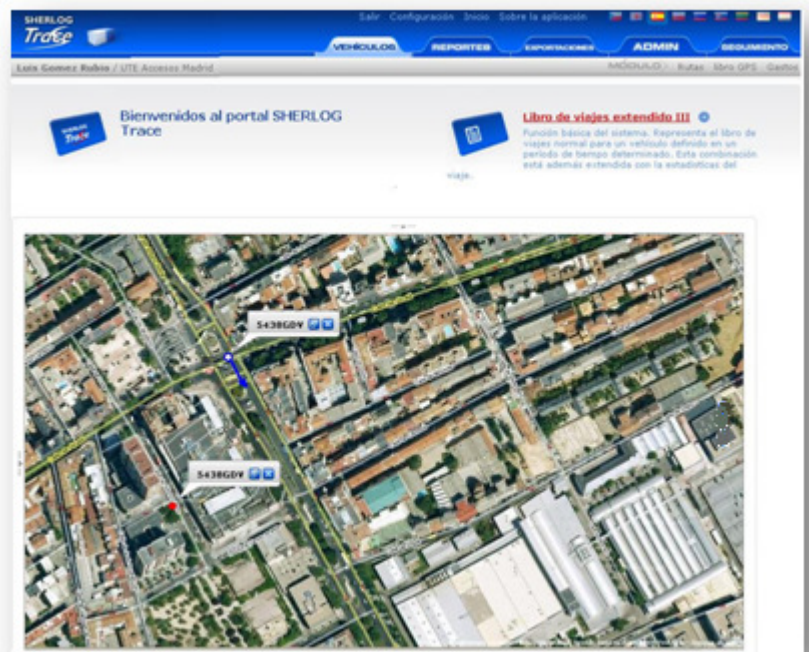 SHERLOG
Trace
Salir Configuración Inicio Sobre la aplicación
VEHÍCULOS REPORTES EXPORTACIONES ADMIN SEGUIMIENTO
Luis Gomez Rubio / UTE Accesos Madrid
MÓDULO: Rutas libro GPS Gastos
SHERLOG
Trace
Bienvenidos al portal SHERLOG
Trace
Libro de viajes extendido III
Función básica del sistema. Representa el libro de
viajes normal para un vehículo definido en un
período de tiempo determinado. Esta combinación
está además extendida con la estadísticas del
viaje.
5438GDV
5438GDV